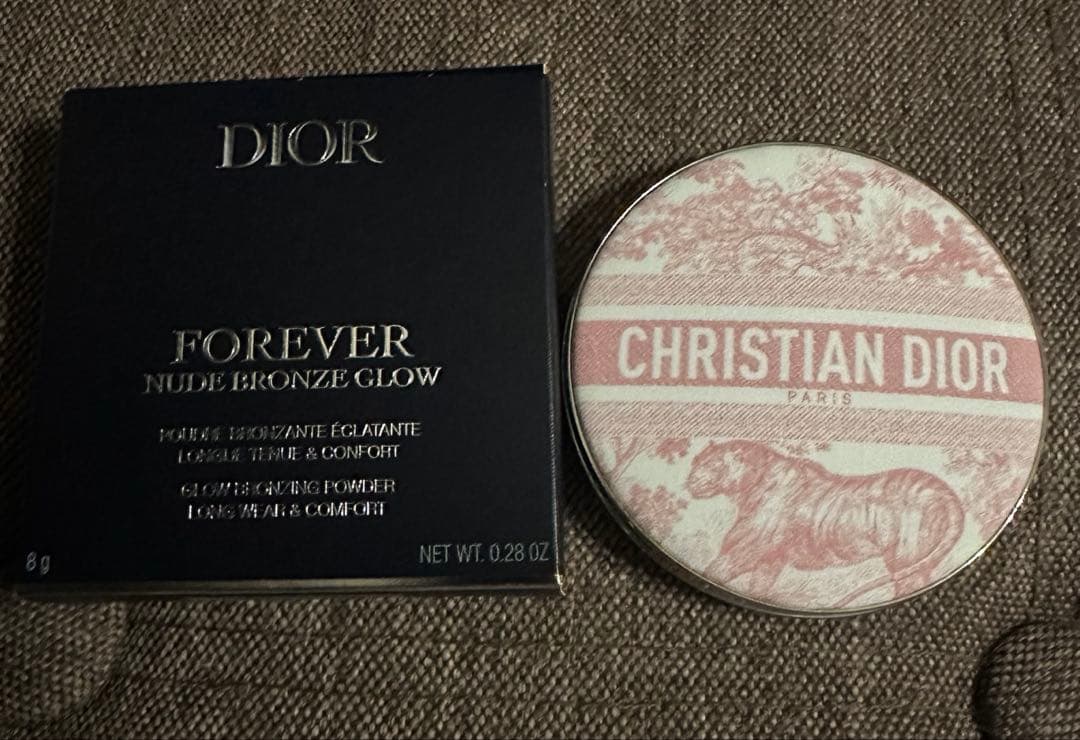 DIOR
FOREVER
NUDE BRONZE GLOW
POUDRE BRONZANTE ÉCLATANTE
LONGUE TENUE & CONFORT
GLOW BRONZING POWDER
LONG WEAR & COMFORT
8 g
NET WT. 0.28 OZ
CHRISTIAN DIOR
PARIS